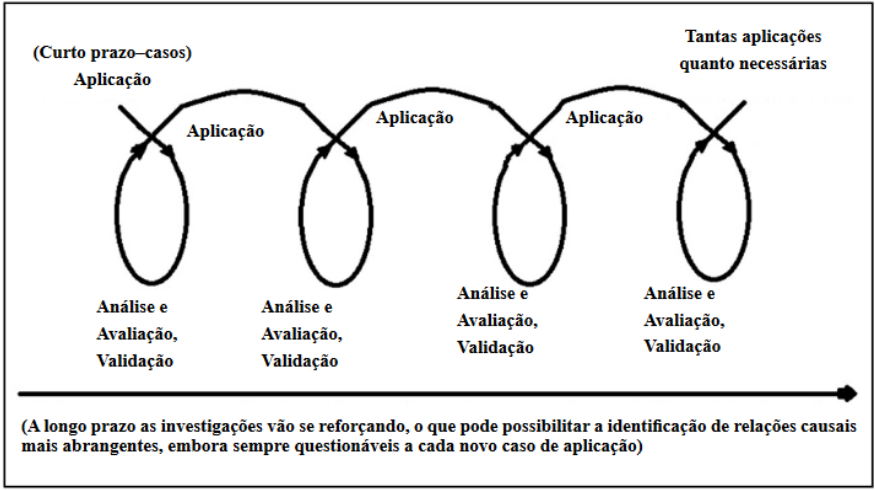 (Curto prazo–casos)
Aplicação
Tantas aplicações
quanto necessárias
Aplicação
Aplicação
Aplicação
Análise e
Avaliação,
Validação
Análise e
Avaliação,
Validação
Análise e
Avaliação,
Validação
Análise e
Avaliação,
Validação
(A longo prazo as investigações vão se reforçando, o que pode possibilitar a identificação de relações causais
mais abrangentes, embora sempre questionáveis a cada novo caso de aplicação)